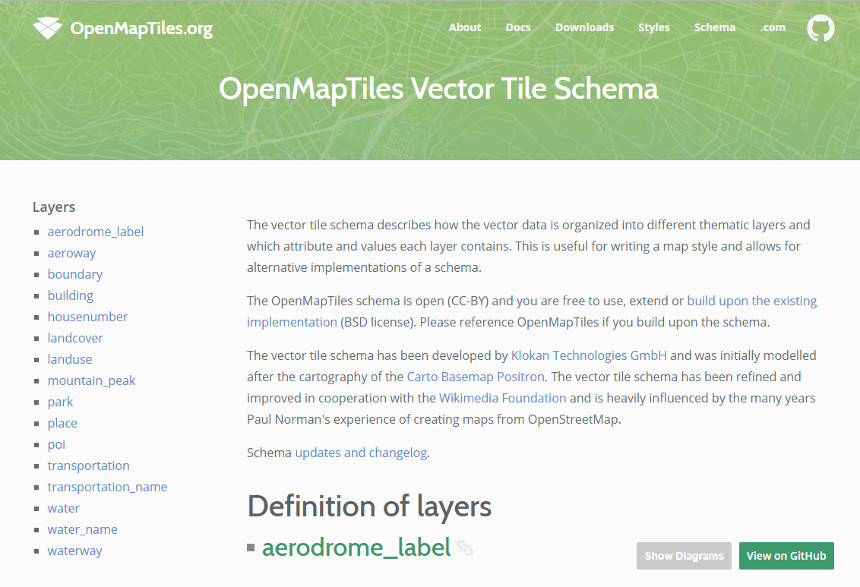 OpenMapTiles.org
About Docs Downloads Styles Schema .com
OpenMapTiles Vector Tile Schema
Layers
aerodrome_label
aeroway
boundary
building
housenumber
landcover
landuse
mountain_peak
park
place
poi
transportation
transportation_name
water
water_name
waterway
The vector tile schema describes how the vector data is organized into different thematic layers and
which attribute and values each layer contains. This is useful for writing a map style and allows for
alternative implementations of a schema.
The OpenMapTiles schema is open (CC-BY) and you are free to use, extend or build upon the existing
implementation (BSD license). Please reference OpenMapTiles if you build upon the schema.
The vector tile schema has been developed by Klokan Technologies GmbH and was initially modelled
after the cartography of the Carto Basemap Positron. The vector tile schema has been refined and
improved in cooperation with the Wikimedia Foundation and is heavily influenced by the many years
Paul Norman's experience of creating maps from OpenStreetMap.
Schema updates and changelog.
Definition of layers
aerodrome_label
Show Diagrams
View on GitHub